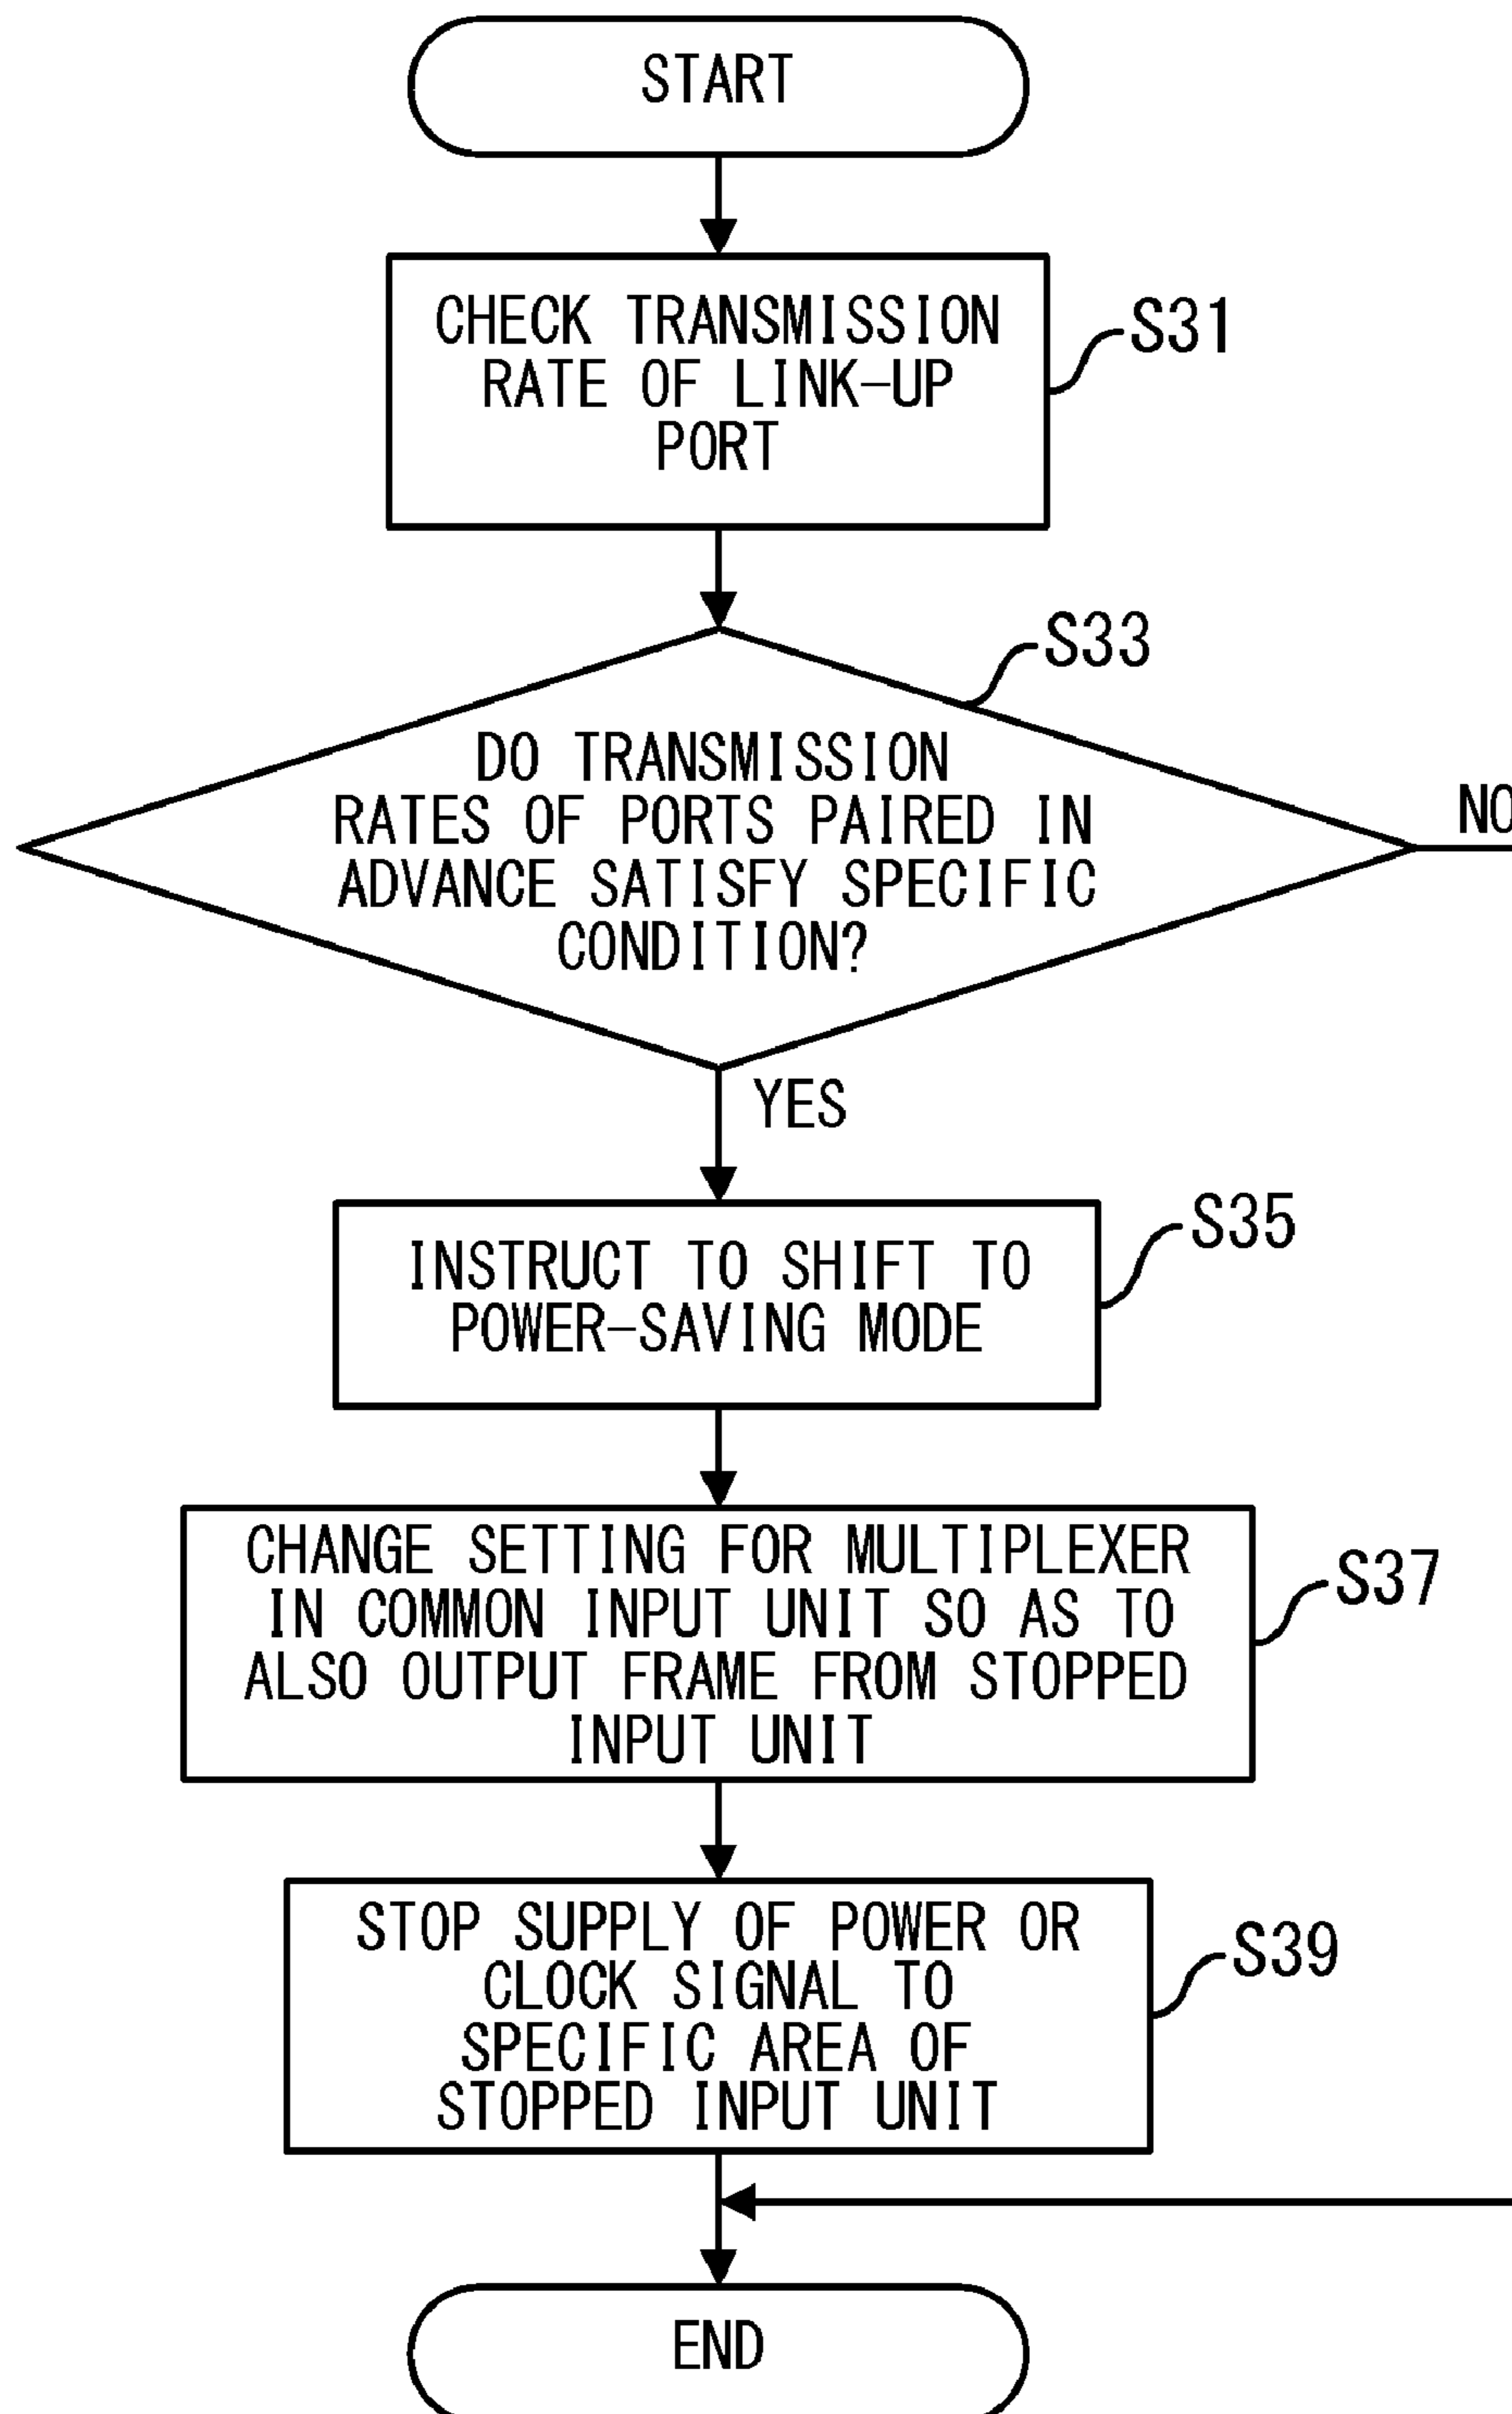 START
CHECK TRANSMISSION
RATE OF LINK-UP
PORT
S31
S33
DO TRANSMISSION
RATES OF PORTS PAIRED IN
ADVANCE SATISFY SPECIFIC
CONDITION?
NO
YES
INSTRUCT TO SHIFT TO
POWER-SAVING MODE
S35
CHANGE SETTING FOR MULTIPLEXER
IN COMMON INPUT UNIT SO AS TO
ALSO OUTPUT FRAME FROM STOPPED
INPUT UNIT
S37
STOP SUPPLY OF POWER OR
CLOCK SIGNAL TO
SPECIFIC AREA OF
STOPPED INPUT UNIT
S39
END